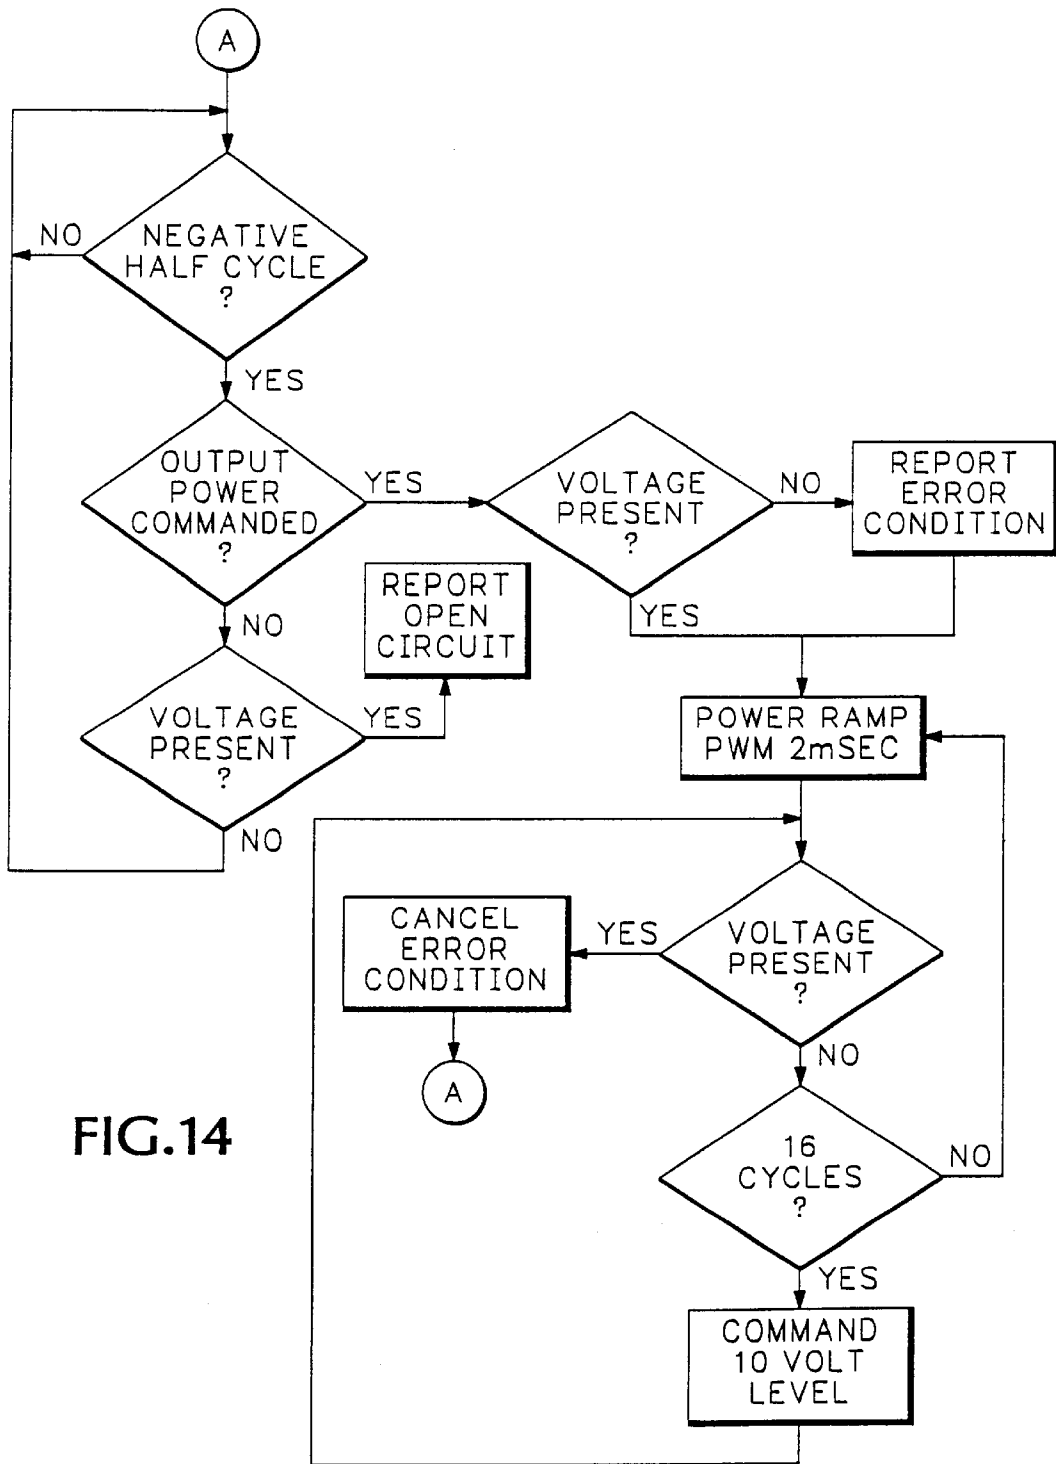 A
NO
NEGATIVE
HALF CYCLE
?
YES
OUTPUT
POWER
COMMANDED
?
YES
VOLTAGE
PRESENT
?
NO
REPORT
ERROR
CONDITION
REPORT
OPEN
CIRCUIT
NO
YES
VOLTAGE
PRESENT
?
YES
NO
POWER RAMP
PWM 2mSEC
CANCEL
ERROR
CONDITION
YES
VOLTAGE
PRESENT
?
NO
A
FIG.14
16
CYCLES
?
NO
YES
COMMAND
10 VOLT
LEVEL